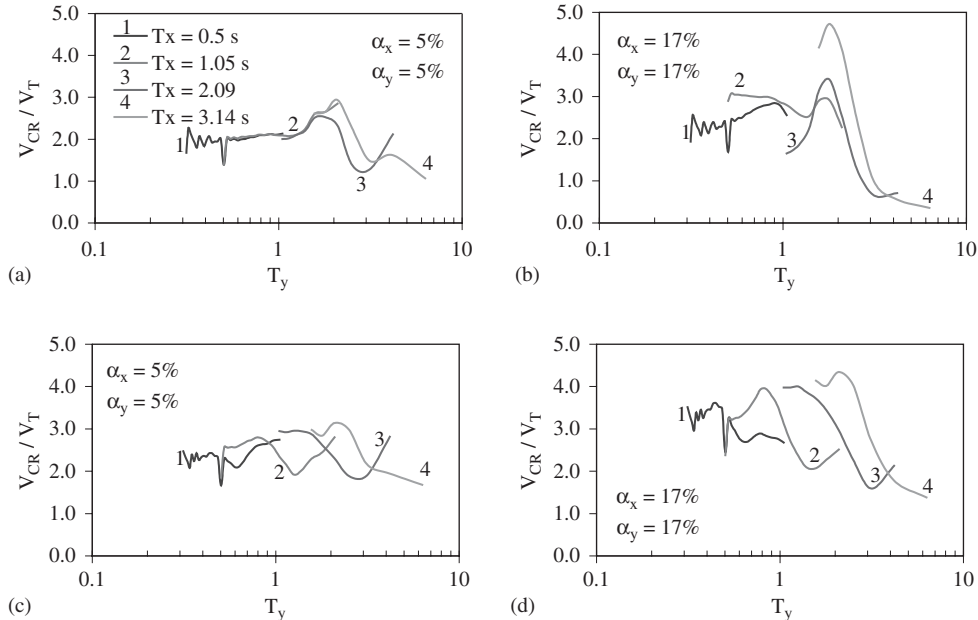 5.0
4.0
3.0
2.0
1.0
0.0
V_CR / V_T
1 Tx = 0.5 s
2 Tx = 1.05 s
3 Tx = 2.09
4 Tx = 3.14 s
α_x = 5%
α_y = 5%
1
2
3
4
0.1
1
10
T_y
(a)
5.0
4.0
3.0
2.0
1.0
0.0
V_CR / V_T
α_x = 17%
α_y = 17%
1
2
3
4
0.1
1
10
T_y
(b)
5.0
4.0
3.0
2.0
1.0
0.0
V_CR / V_T
α_x = 5%
α_y = 5%
1
2
3
4
0.1
1
10
T_y
(c)
5.0
4.0
3.0
2.0
1.0
0.0
V_CR / V_T
1
2
3
4
α_x = 17%
α_y = 17%
0.1
1
10
T_y
(d)